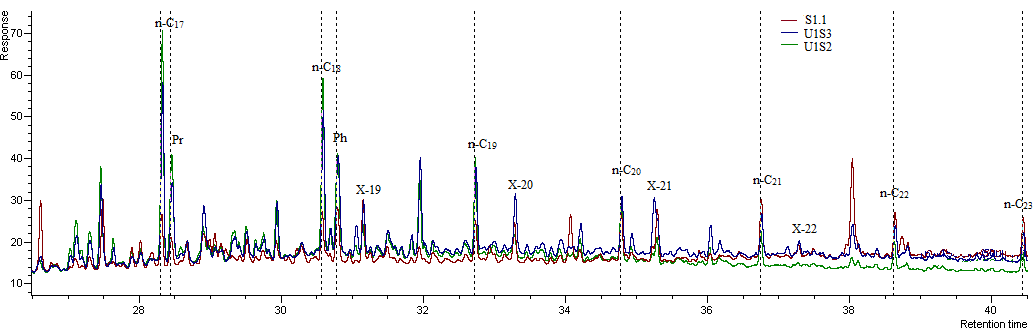 Response
70
60
50
40
30
20
10
n-C17
Pr
n-C18
Ph
X-19
n-C19
X-20
n-C20
X-21
n-C21
X-22
n-C22
n-C23
S1.1
U1S3
U1S2
28
30
32
34
36
38
40
Retention time